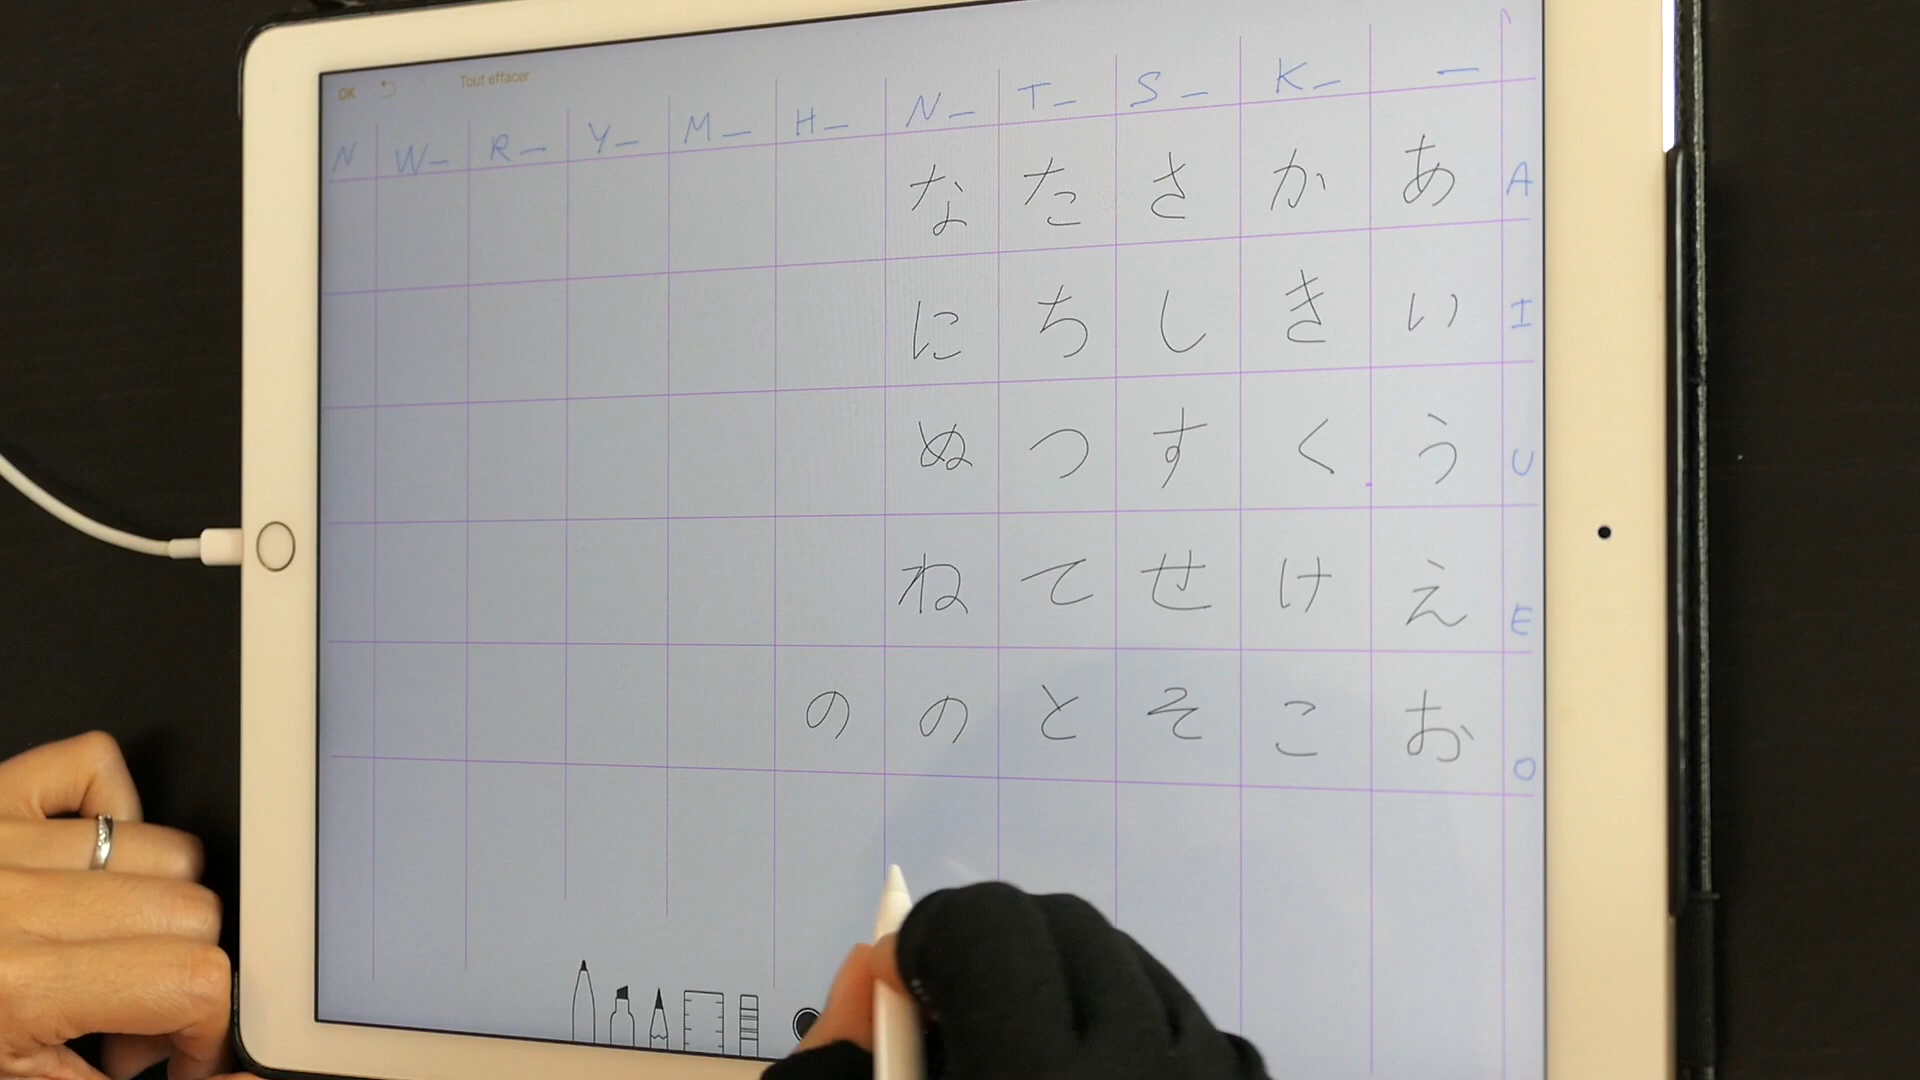 OK Tout effacer
N W_ R_ Y_ M_ H_ N_ T_ S_ K_ _
な た さ か あ A
に ち し き い I
ぬ つ す く う U
ね て せ け え E
の の と そ こ お O